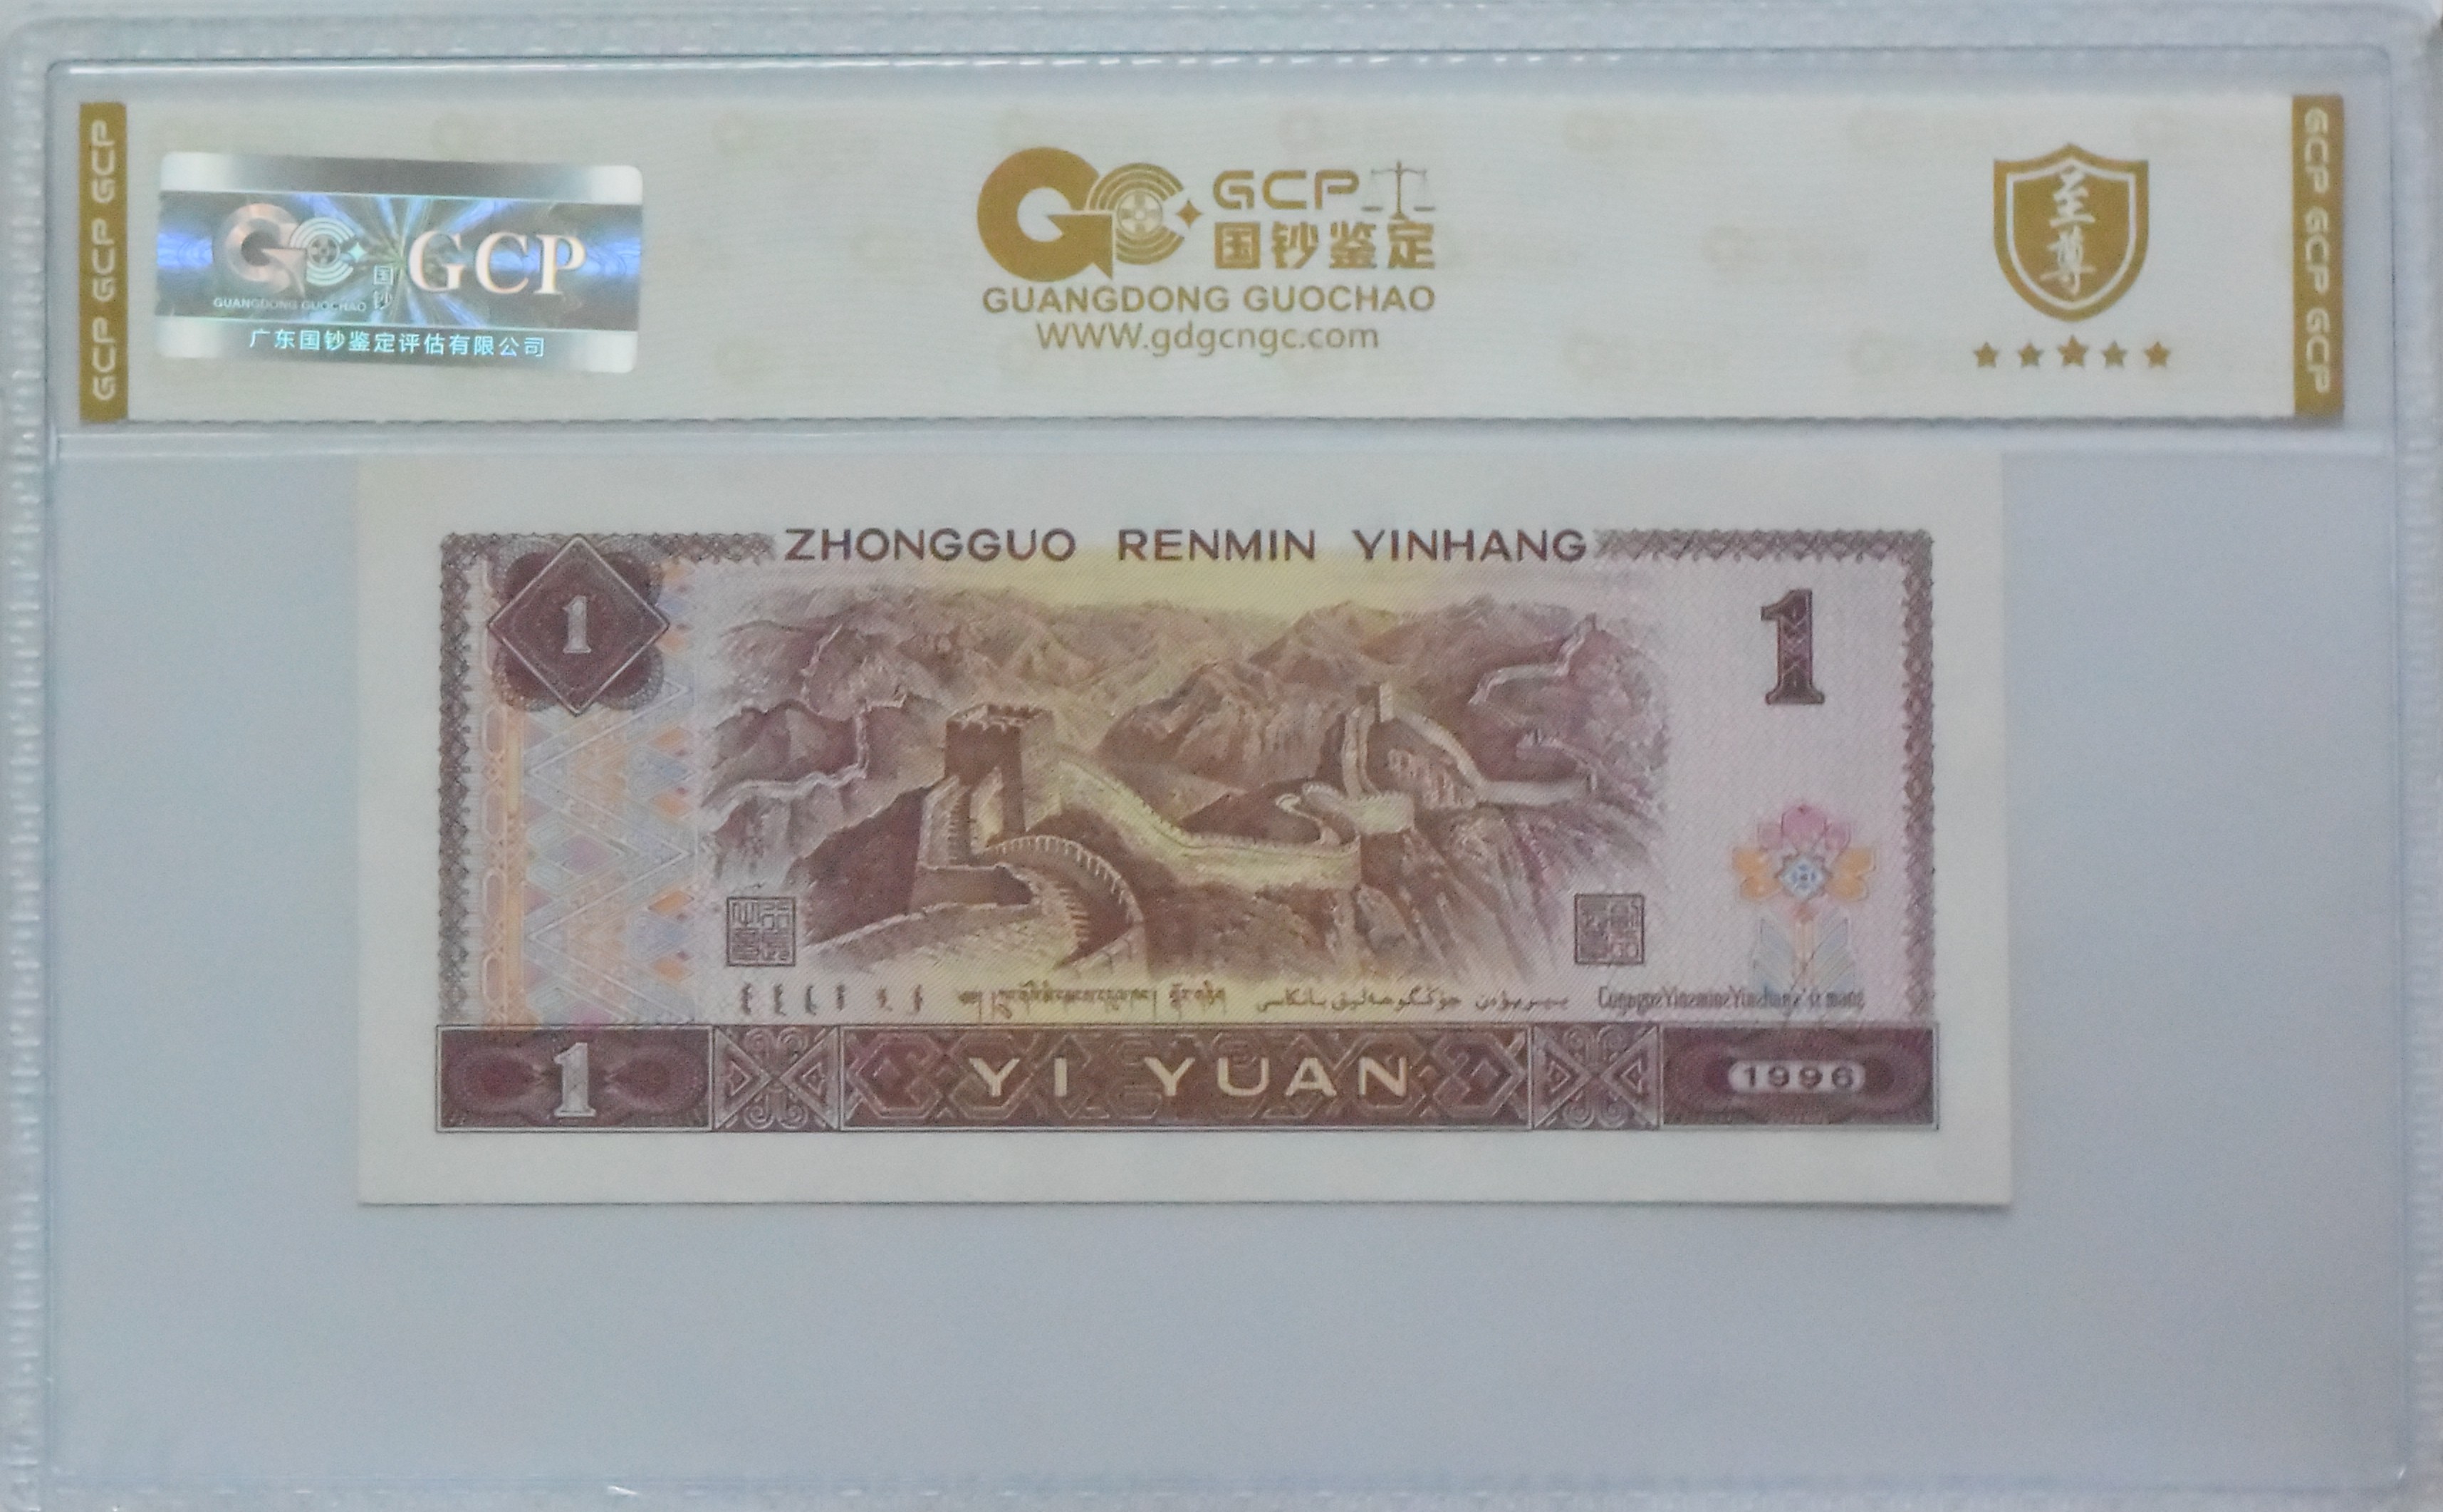 GCP GCP GCP
GCP
国钞
GUANGDONG GUOCHAO
广东国钞鉴定评估有限公司
GCP
国钞鉴定
GUANGDONG GUOCHAO
WWW.gdgcngc.com
至尊
GCP GCP GCP
ZHONGGUO RENMIN YINHANG
1
1
1
YI YUAN
1996